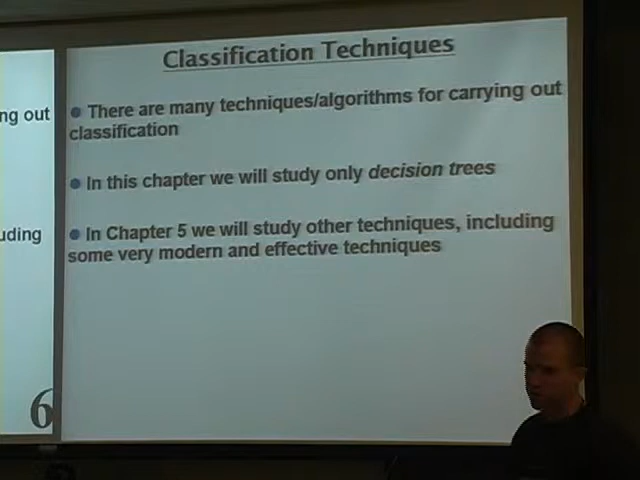 Classification Techniques
ng out
There are many techniques/algorithms for carrying out
classification
In this chapter we will study only decision trees
uding
In Chapter 5 we will study other techniques, including
some very modern and effective techniques
6